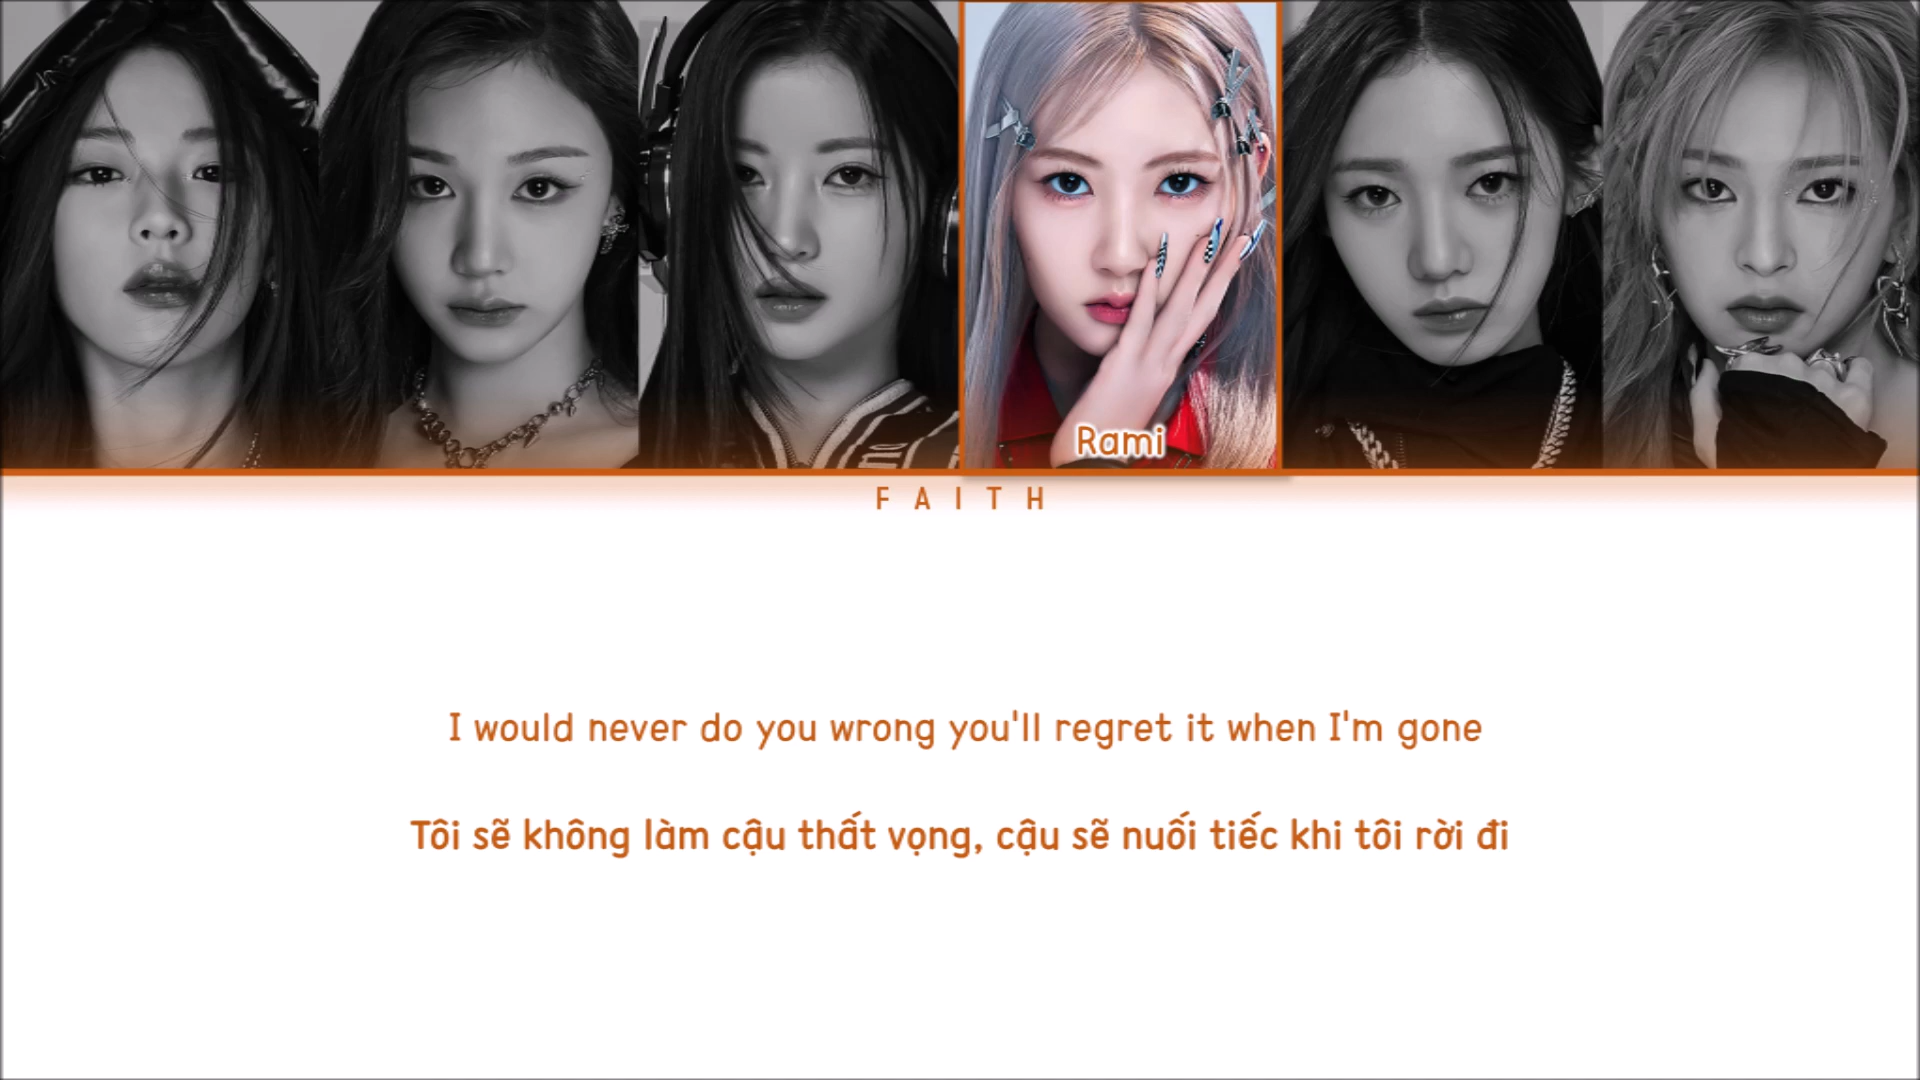 Rami
FAITH
I would never do you wrong you'll regret it when I'm gone
Tôi sẽ không làm cậu thất vọng, cậu sẽ nuối tiếc khi tôi rời đi